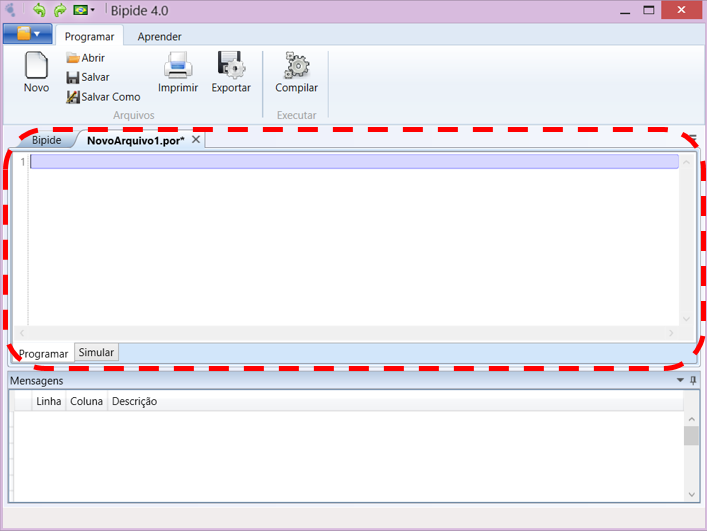 Bipide 4.0
Programar Aprender
Novo
Abrir
Salvar
Salvar Como
Imprimir
Exportar
Compilar
Arquivos
Executar
Bipide NovoArquivo1.por*
1
Programar Simular
Mensagens
Linha Coluna Descrição